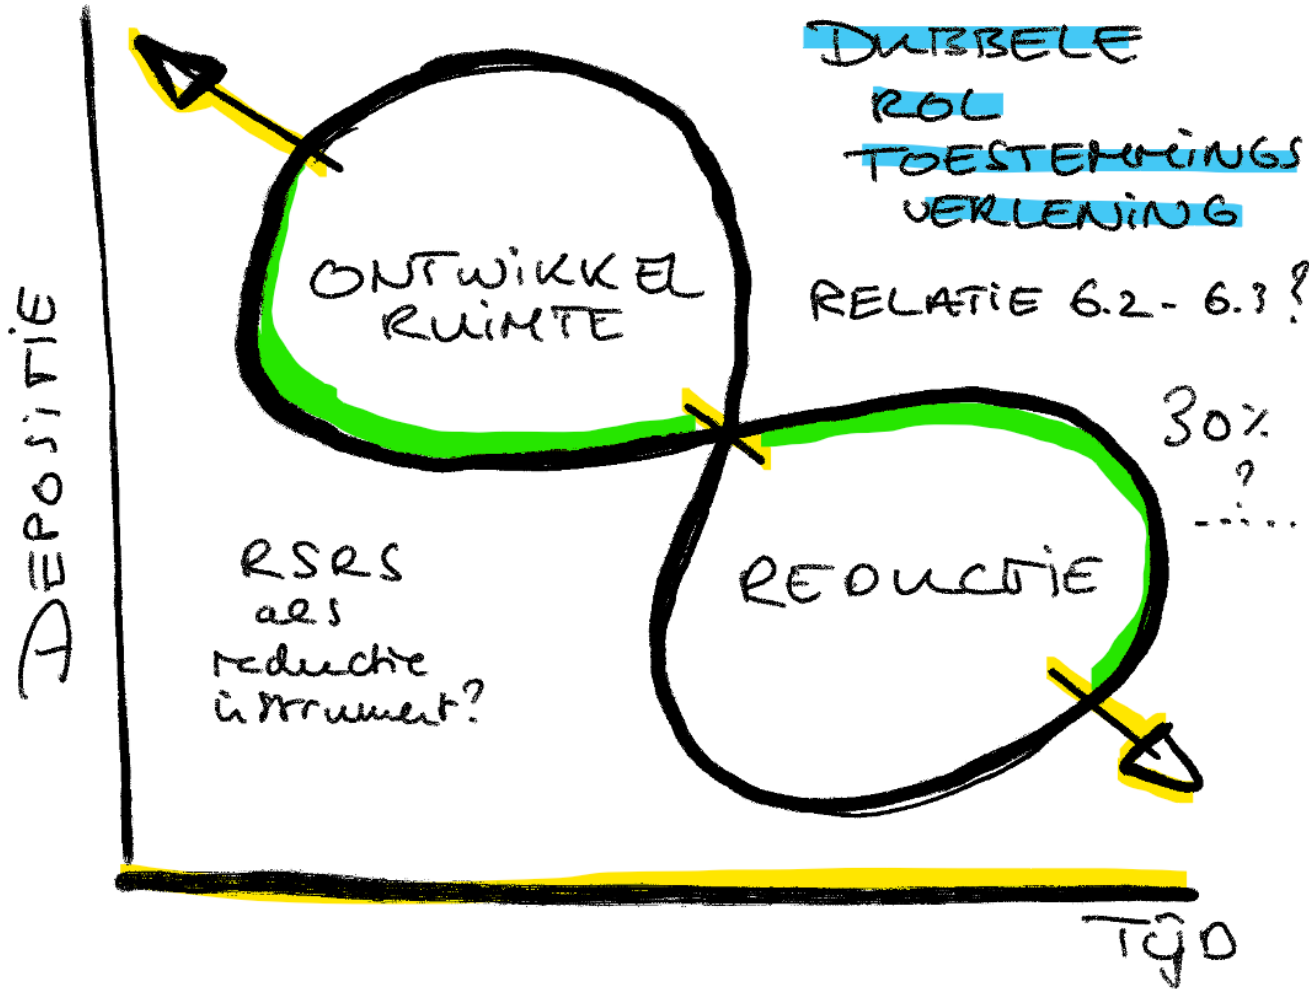 DUBBELE
ROL
TOESTEMMINGS
VERLENING
RELATIE 6.2 - 6.3?
ONTWIKKEL
RUIMTE
30%
?
REDUCTIE
RSRS
als
reductie
instrument?
DEPOSITIE
TIJD